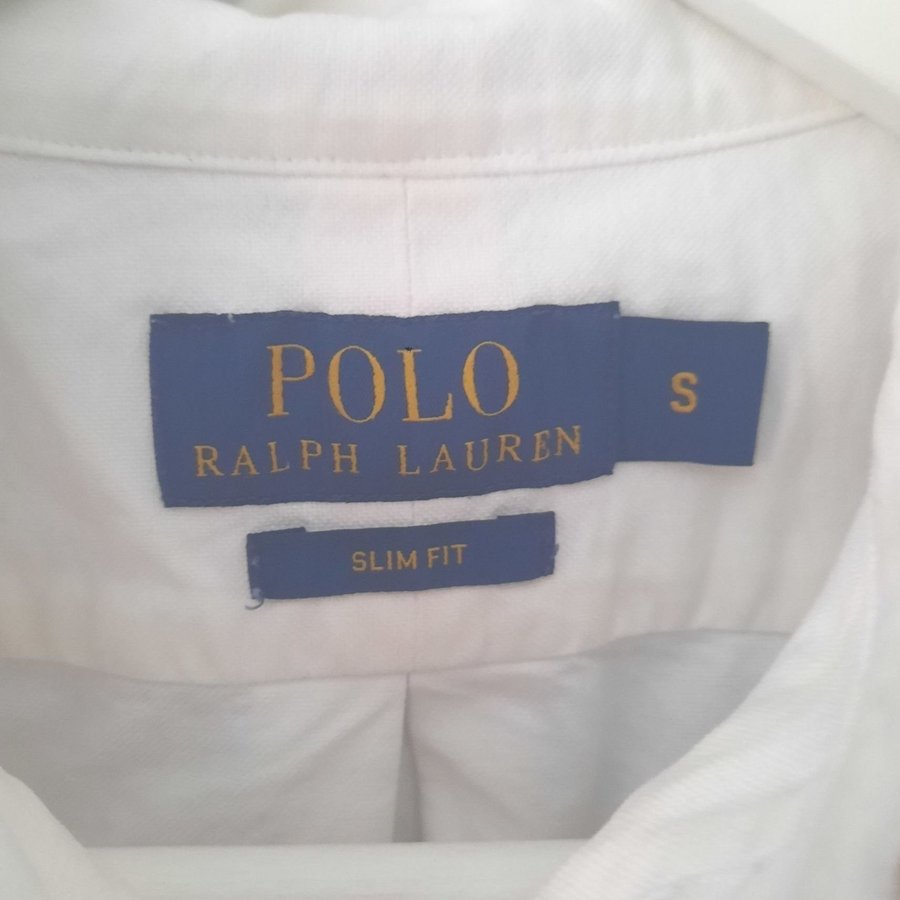 POLO
RALPH LAUREN
S
SLIM FIT